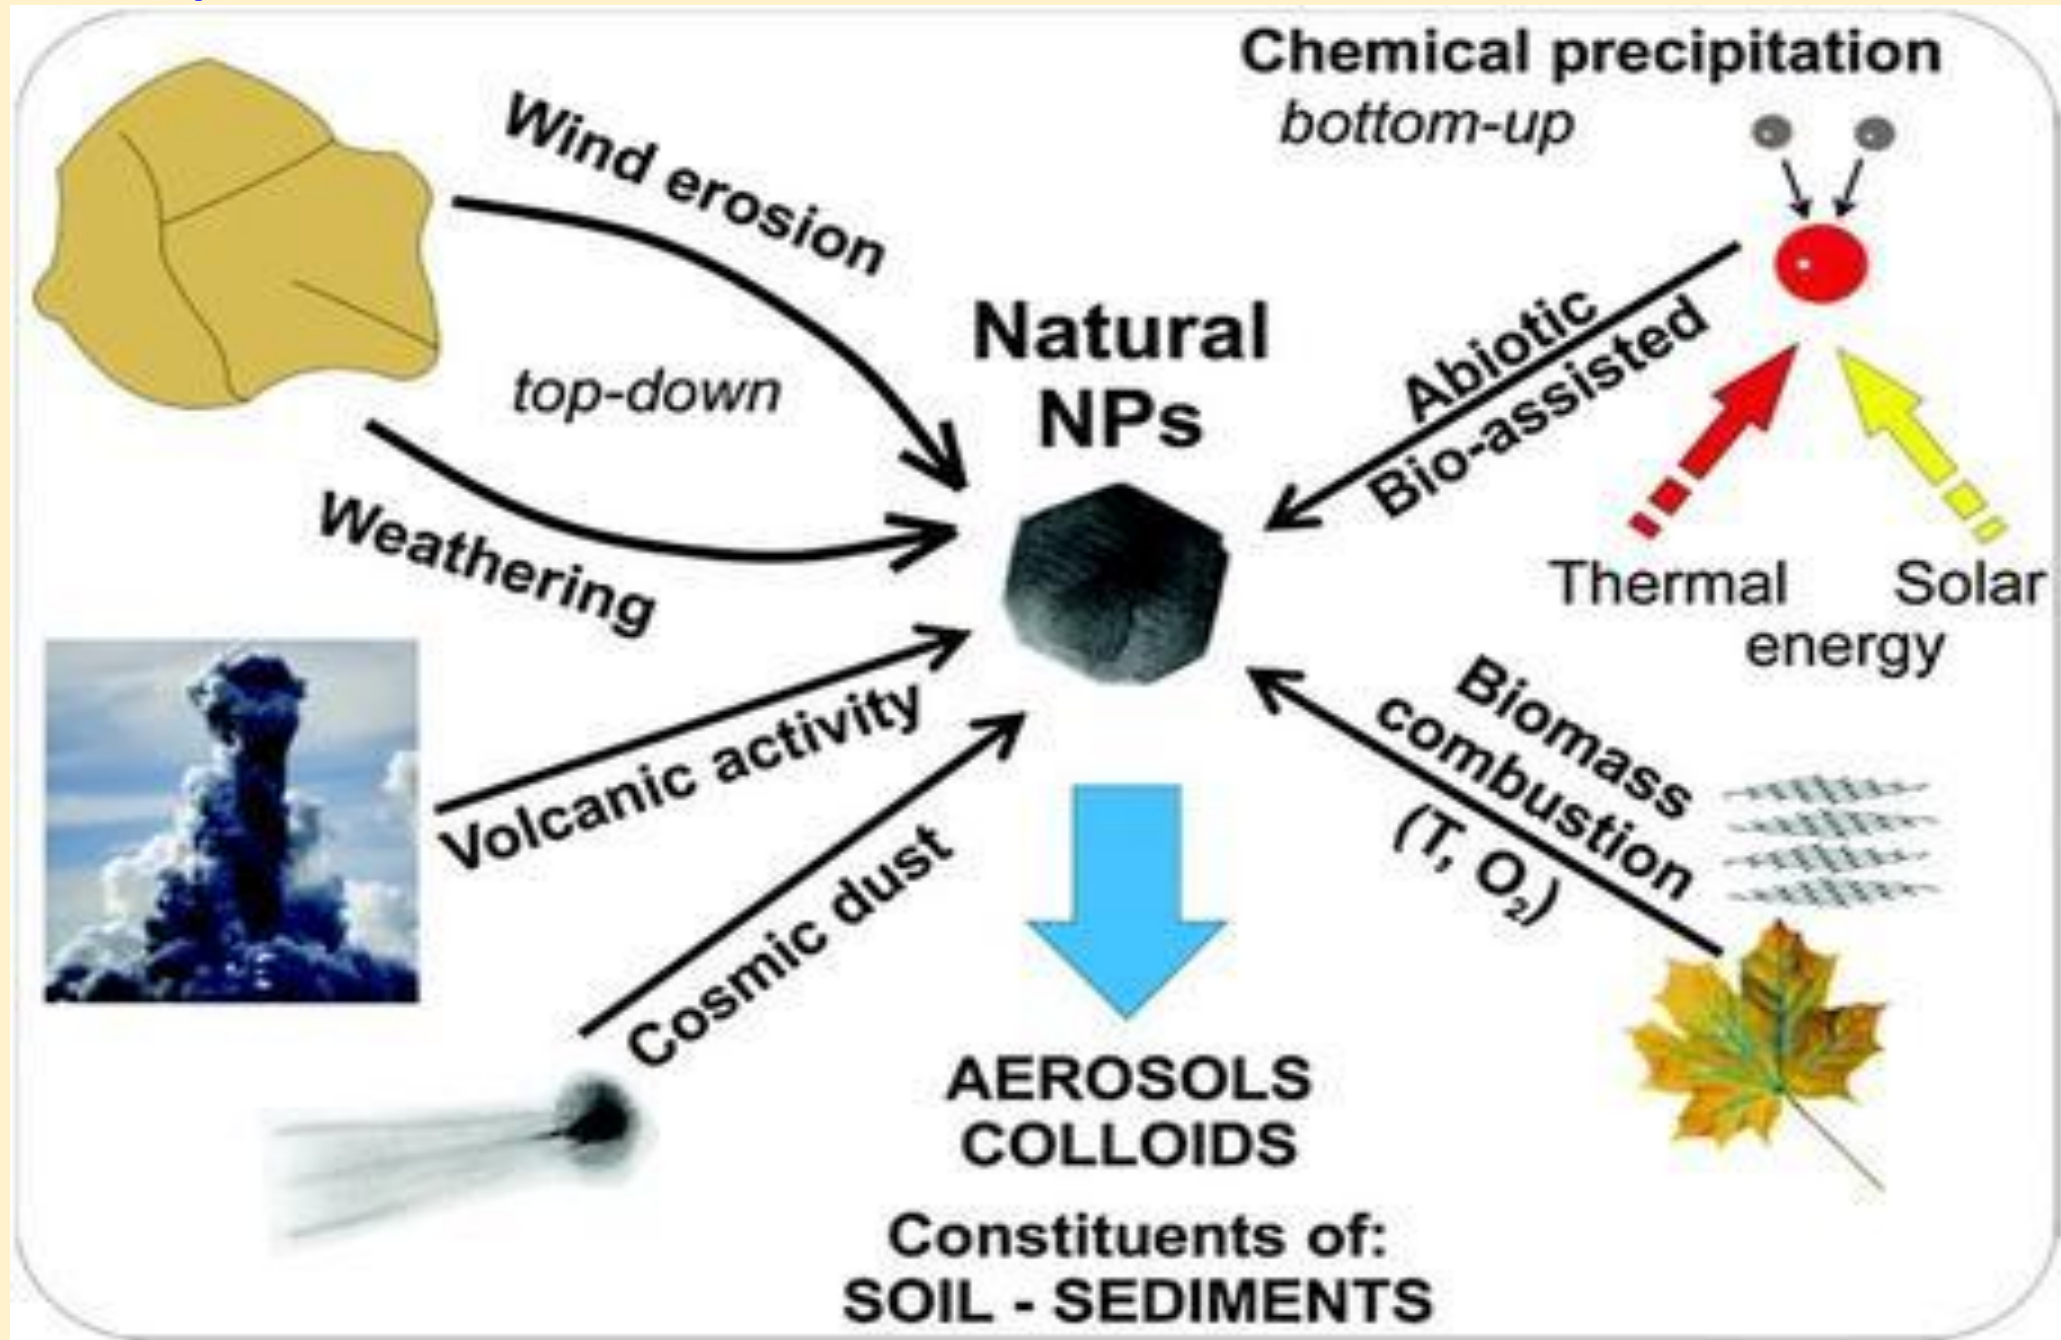 Chemical precipitation
bottom-up
Wind erosion
top-down
Weathering
Natural
NPs
Abiotic
Bio-assisted
Thermal Solar
energy
Volcanic activity
Cosmic dust
Biomass
combustion
(T, O₂)
AEROSOLS
COLLOIDS
Constituents of:
SOIL - SEDIMENTS